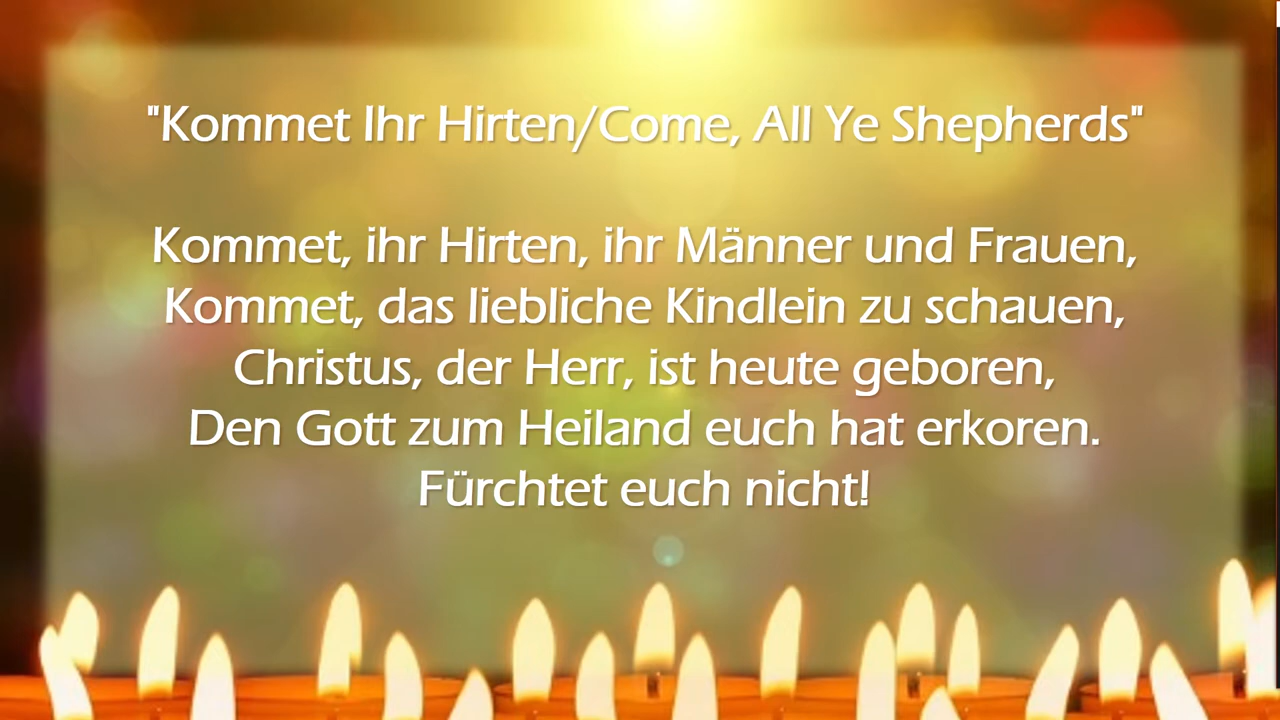 "Kommet Ihr Hirten/Come, All Ye Shepherds"
Kommet, ihr Hirten, ihr Männer und Frauen,
Kommet, das liebliche Kindlein zu schauen,
Christus, der Herr, ist heute geboren,
Den Gott zum Heiland euch hat erkoren.
Fürchtet euch nicht!